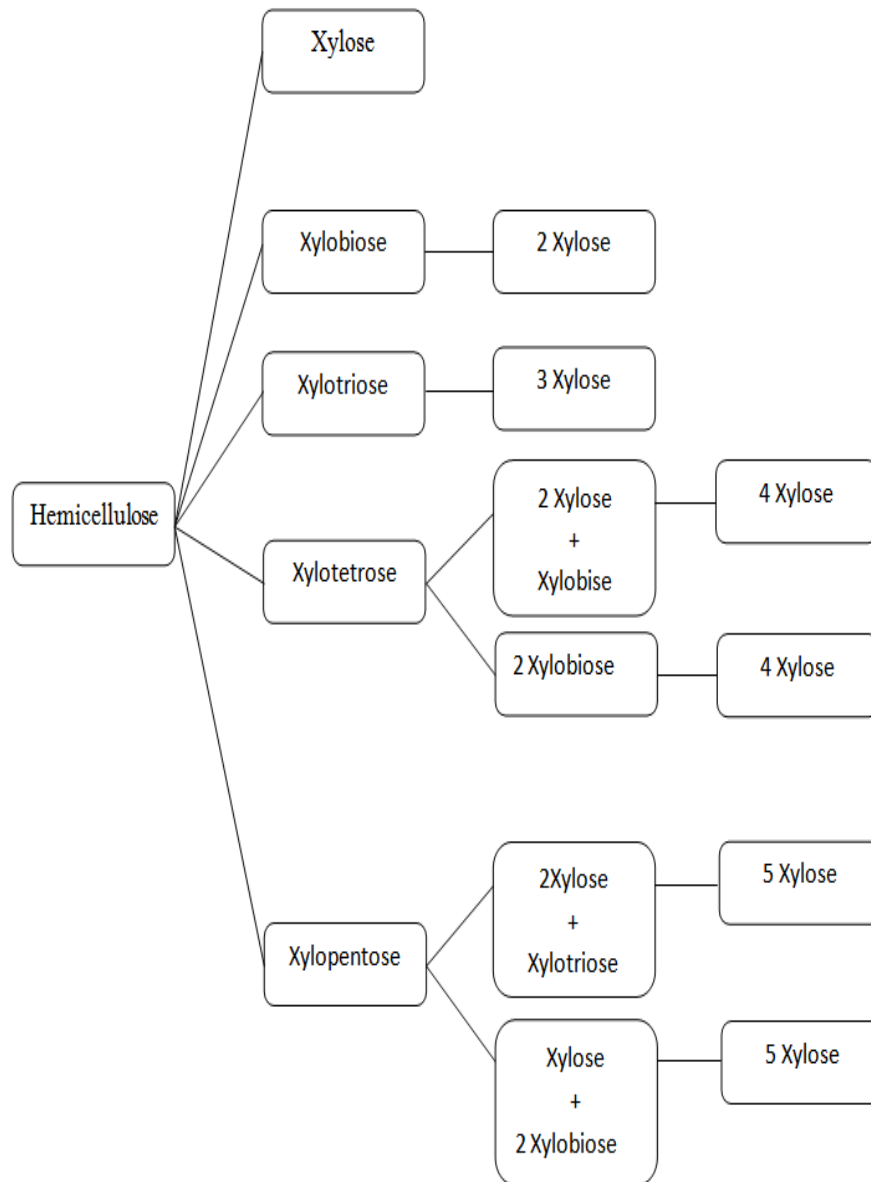 Xylose
Xylobiose
2 Xylose
Xylotriose
3 Xylose
Hemicellulose
Xylotetrose
2 Xylose
+
Xylobise
4 Xylose
2 Xylobiose
4 Xylose
Xylopentose
2Xylose
+
Xylotriose
5 Xylose
Xylose
+
2 Xylobiose
5 Xylose